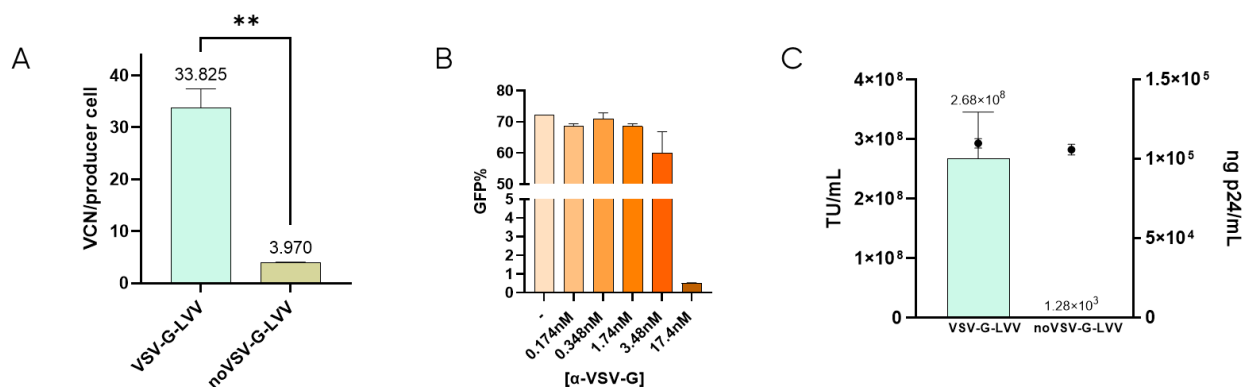 A
**
VCN/producer cell
40
30
20
10
0
33.825
3.970
VSV-G-LVV
noVSV-G-LVV
B
GFP%
80
70
60
50
5
4
3
2
1
0
-
0.174nM
0.348nM
1.74nM
3.48nM
17.4nM
[α-VSV-G]
C
TU/mL
4×10⁸
3×10⁸
2×10⁸
1×10⁸
0
2.68×10⁸
1.28×10³
VSV-G-LVV
noVSV-G-LVV
1.5×10⁵
1×10⁵
5×10⁴
0
ng p24/mL